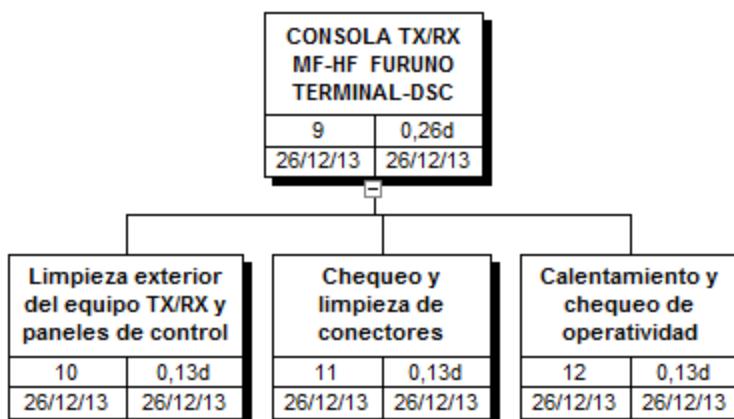 CONSOLA TX/RX
MF-HF FURUNO
TERMINAL-DSC
9 0,26d
26/12/13 26/12/13
Limpieza exterior
del equipo TX/RX y
paneles de control
10 0,13d
26/12/13 26/12/13
Chequeo y
limpieza de
conectores
11 0,13d
26/12/13 26/12/13
Calentamiento y
chequeo de
operatividad
12 0,13d
26/12/13 26/12/13